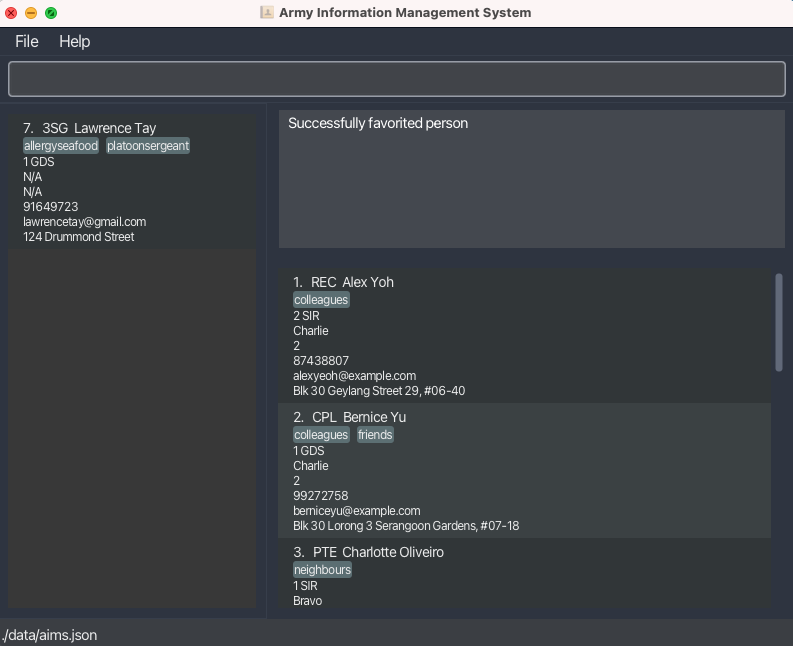 Army Information Management System
File Help
7. 3SG Lawrence Tay
allergyseafood platoonsergeant
1 GDS
N/A
N/A
91649723
lawrencetay@gmail.com
124 Drummond Street
Successfully favorited person
1. REC Alex Yoh
colleagues
2 SIR
Charlie
2
87438807
alexyeoh@example.com
Blk 30 Geylang Street 29, #06-40
2. CPL Bernice Yu
colleagues friends
1 GDS
Charlie
2
99272758
berniceyu@example.com
Blk 30 Lorong 3 Serangoon Gardens, #07-18
3. PTE Charlotte Oliveiro
neighbours
1 SIR
Bravo
./data/aims.json